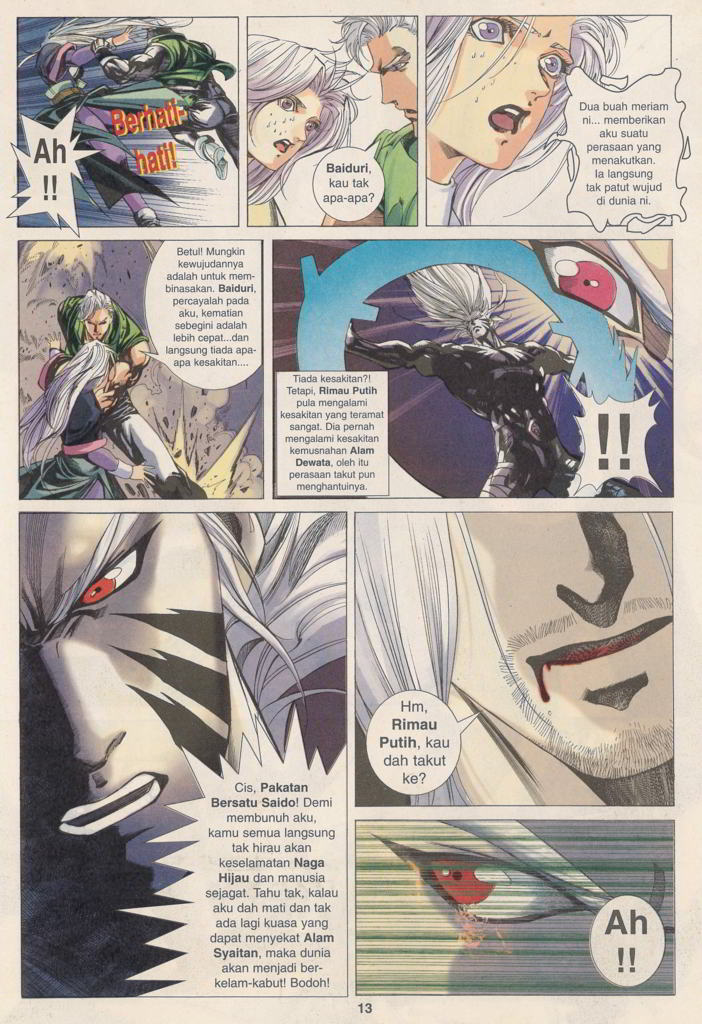 Berhati-
hati!
Ah
!!
Baiduri,
kau tak
apa-apa?
Dua buah meriam
ni... memberikan
aku suatu
perasaan yang
menakutkan.
Ia langsung
tak patut wujud
di dunia ni.
Betul! Mungkin
kewujudannya
adalah untuk mem-
binasakan. Baiduri,
percayalah pada
aku, kematian
sebegini adalah
lebih cepat...dan
langsung tiada apa-
apa kesakitan....
Tiada kesakitan?!
Tetapi, Rimau Putih
pula mengalami
kesakitan yang teramat
sangat. Dia pernah
mengalami kesakitan
kemusnahan Alam
Dewata, oleh itu
perasaan takut pun
menghantuinya.
!!
Cis, Pakatan
Bersatu Saido! Demi
membunuh aku,
kamu semua langsung
tak hirau akan
keselamatan Naga
Hijau dan manusia
sejagat. Tahu tak, kalau
aku dah mati dan tak
ada lagi kuasa yang
dapat menyekat Alam
Syaitan, maka dunia
akan menjadi ber-
kelam-kabut! Bodoh!
Hm,
Rimau
Putih, kau
dah takut
ke?
Ah
!!
13